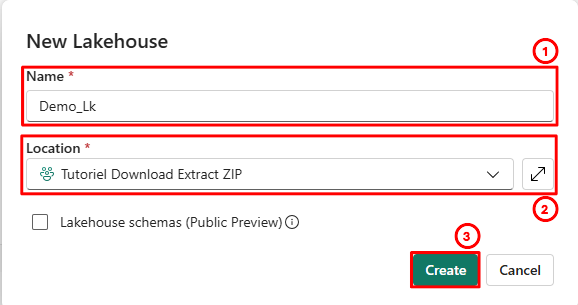 New Lakehouse
1
Name *
Demo_Lk
Location *
Tutoriel Download Extract ZIP
2
Lakehouse schemas (Public Preview)
3
Create Cancel